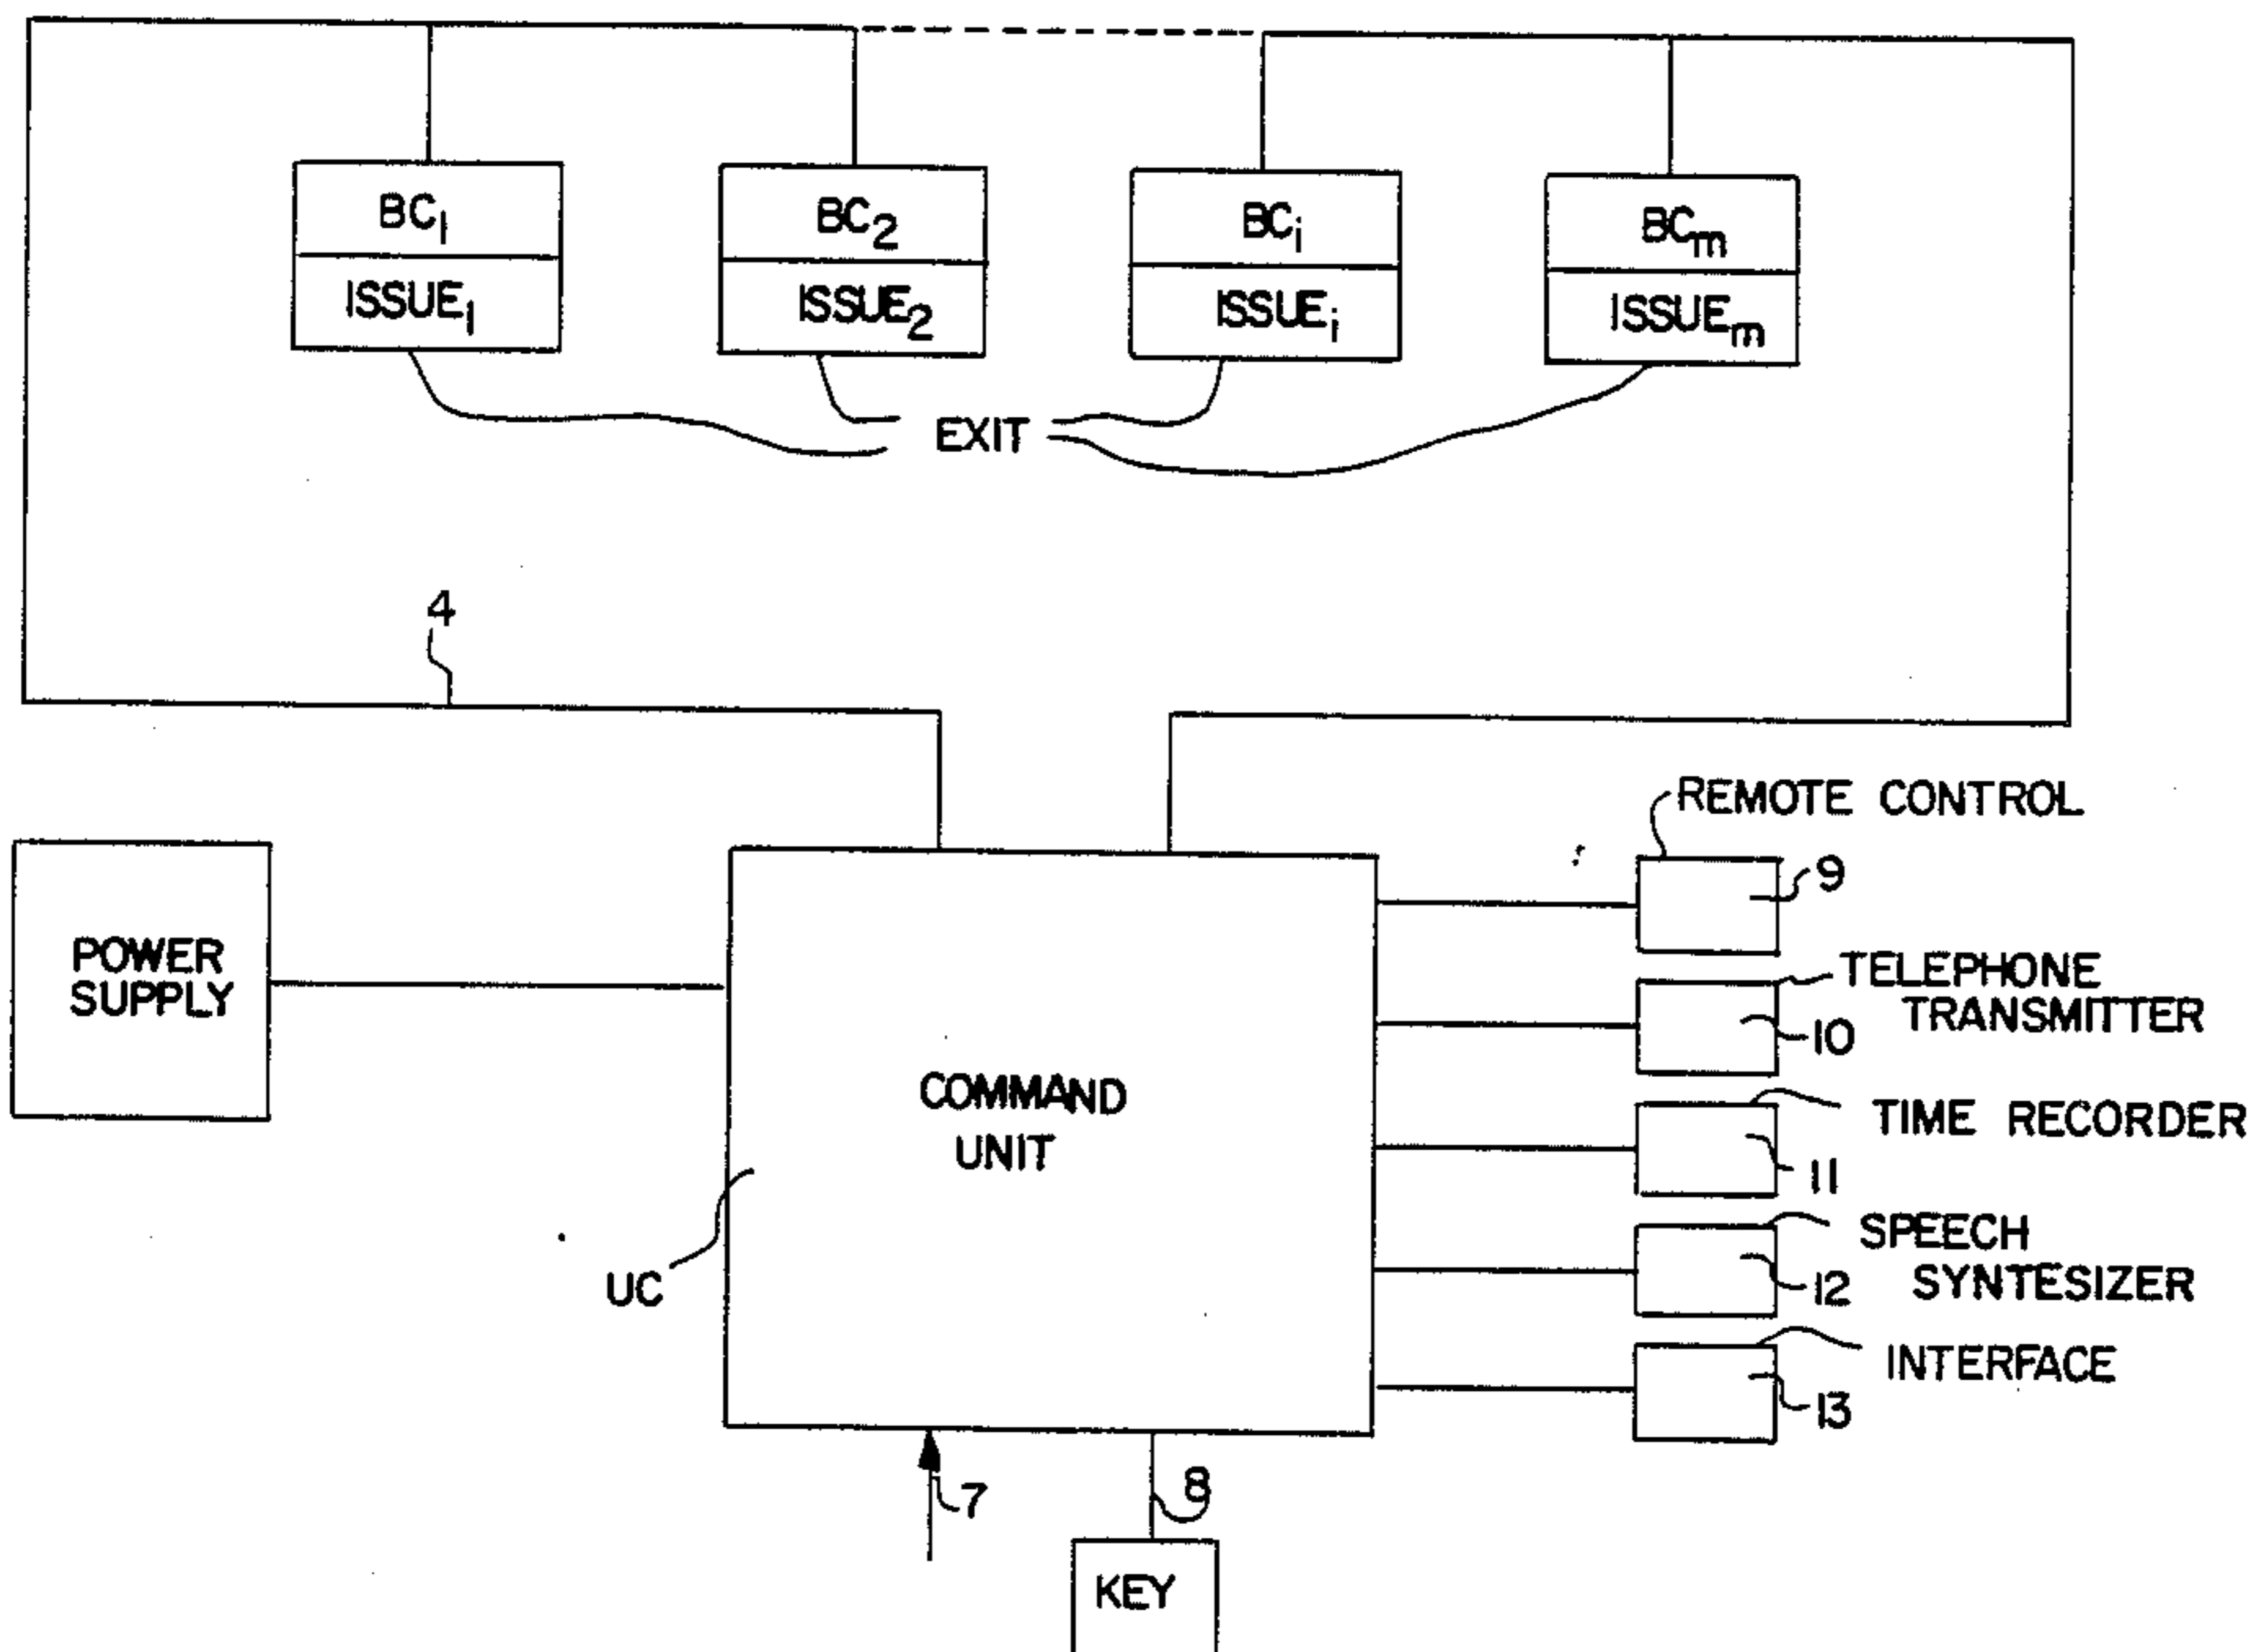 BC1
ISSUE1
BC2
ISSUE2
BCi
ISSUEi
BCm
ISSUEm
EXIT
4
POWER
SUPPLY
COMMAND
UNIT
UC
REMOTE CONTROL
9
TELEPHONE
TRANSMITTER
10
TIME RECORDER
11
SPEECH
SYNTESIZER
12
INTERFACE
13
7
8
KEY